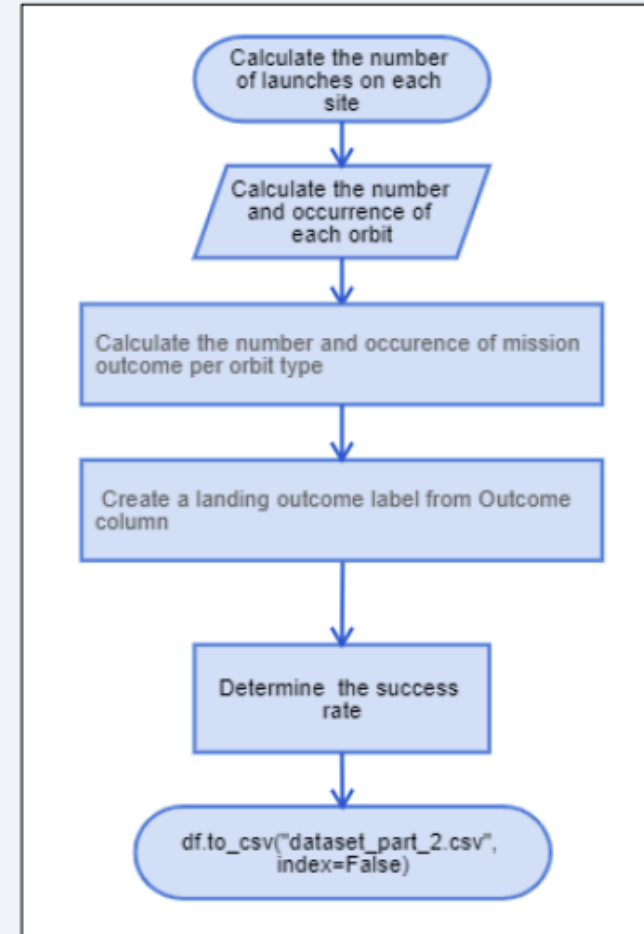 Calculate the number
of launches on each
site
Calculate the number
and occurrence of
each orbit
Calculate the number and occurence of mission
outcome per orbit type
Create a landing outcome label from Outcome
column
Determine the success
rate
df.to_csv("dataset_part_2.csv",
index=False)